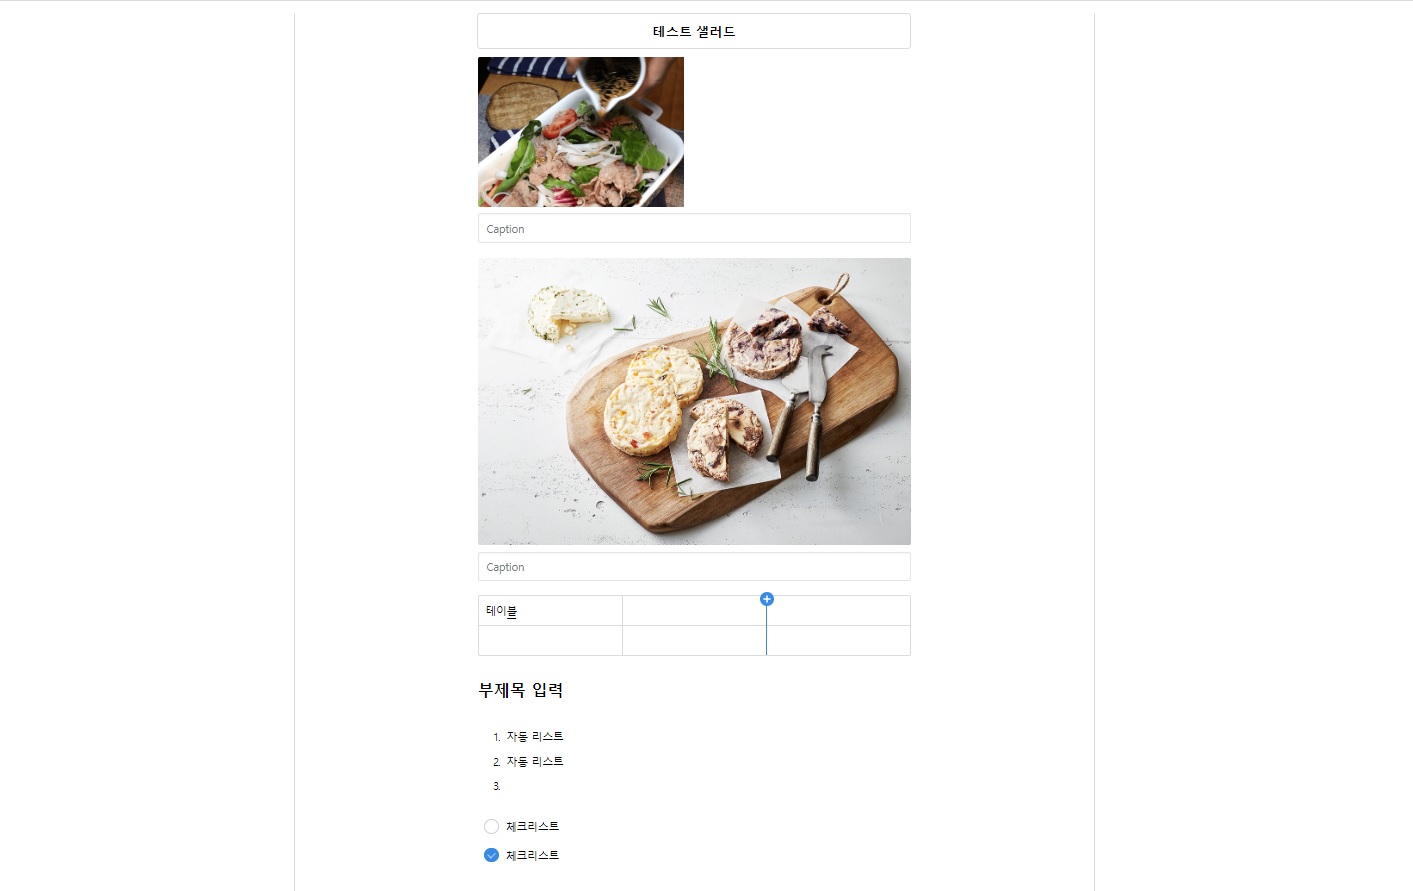 테스트 샐러드
Caption
Caption
테이블
부제목 입력
1. 자동 리스트
2. 자동 리스트
3.
체크리스트
체크리스트